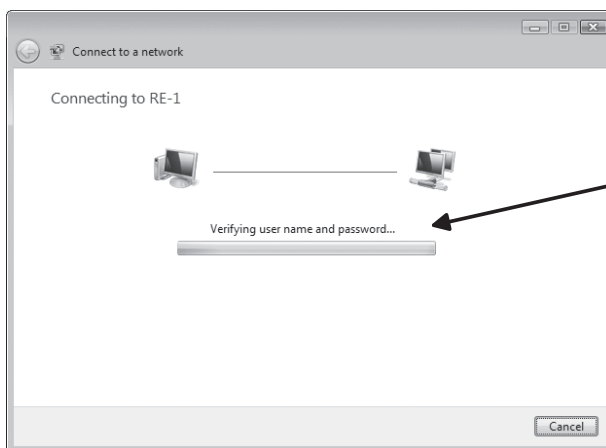 Connect to a network
Connecting to RE-1
Verifying user name and password...
Cancel